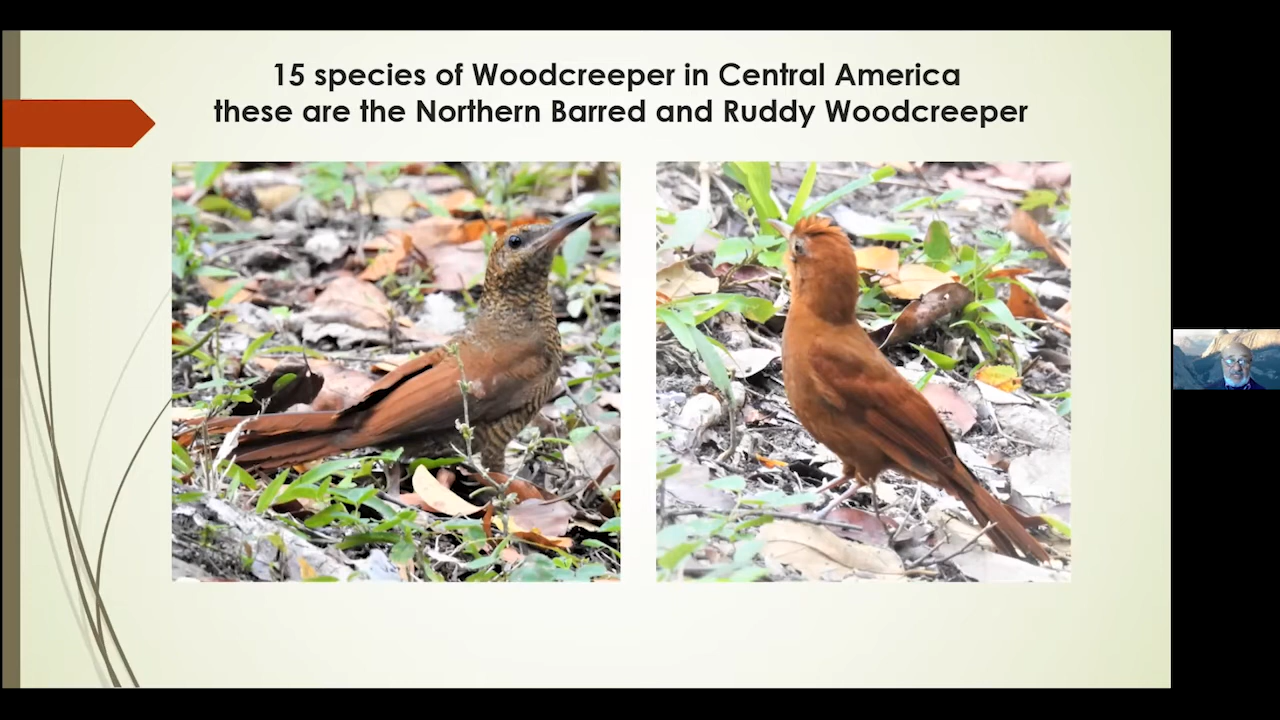 15 species of Woodcreeper in Central America
these are the Northern Barred and Ruddy Woodcreeper